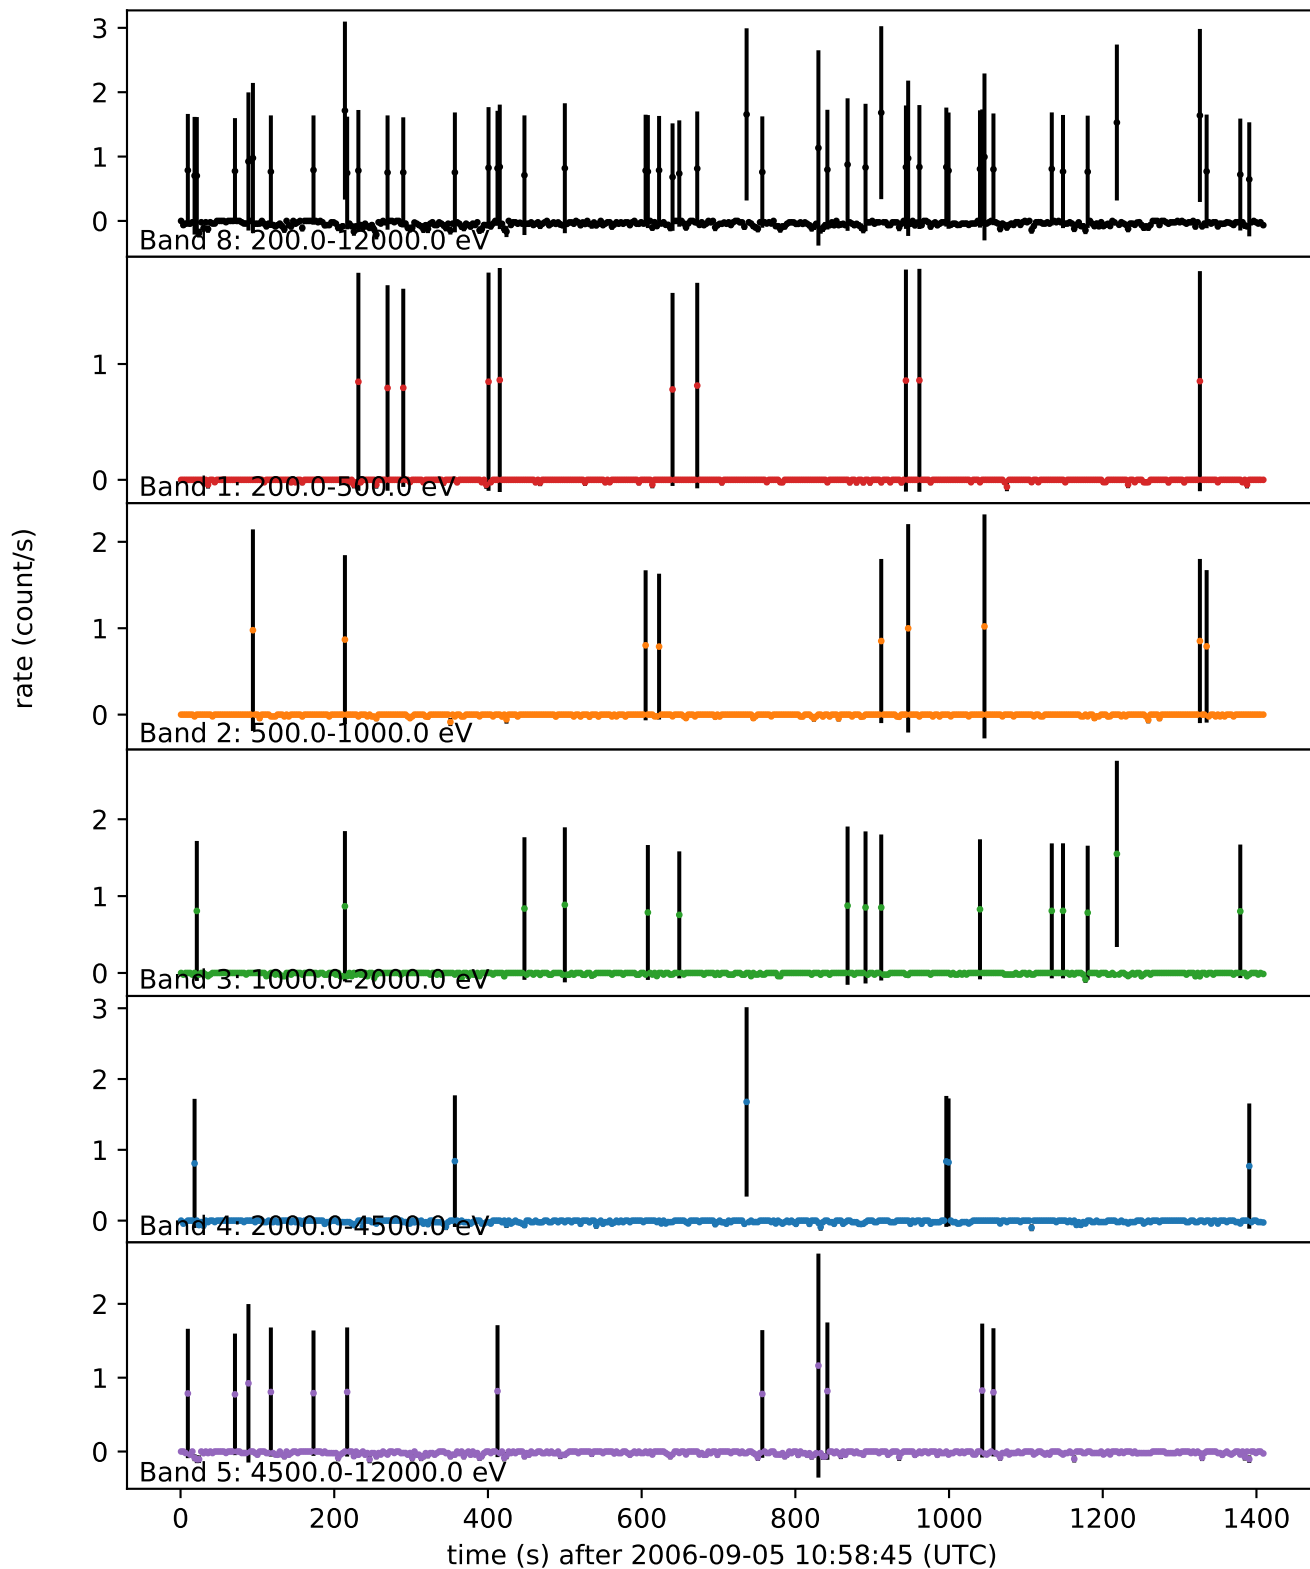 3
2
1
0
Band 8: 200.0-12000.0 eV
1
0
Band 1: 200.0-500.0 eV
2
1
0
Band 2: 500.0-1000.0 eV
2
1
0
Band 3: 1000.0-2000.0 eV
3
2
1
0
Band 4: 2000.0-4500.0 eV
2
1
0
Band 5: 4500.0-12000.0 eV
rate (count/s)
0 200 400 600 800 1000 1200 1400
time (s) after 2006-09-05 10:58:45 (UTC)